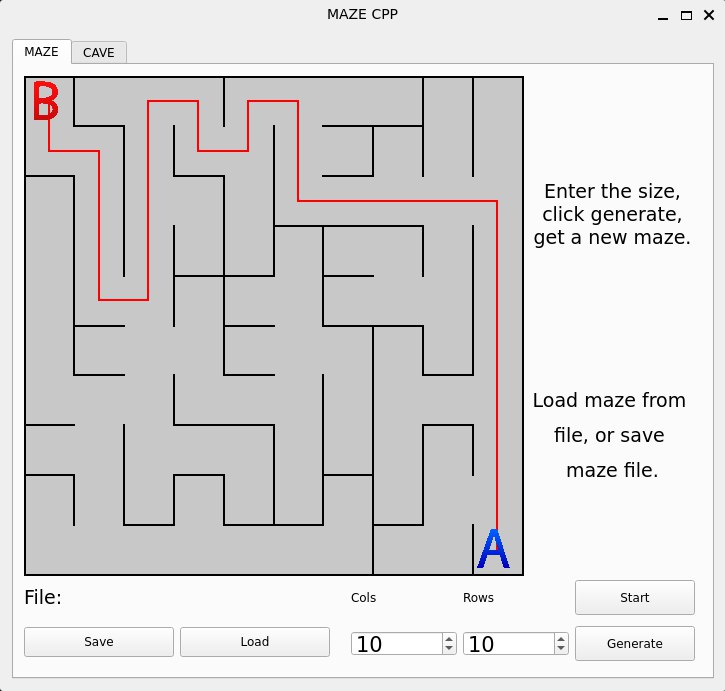 MAZE CPP
MAZE CAVE
B
Enter the size,
click generate,
get a new maze.
Load maze from
file, or save
maze file.
A
File:
Cols Rows Start
Save Load 10 10 Generate